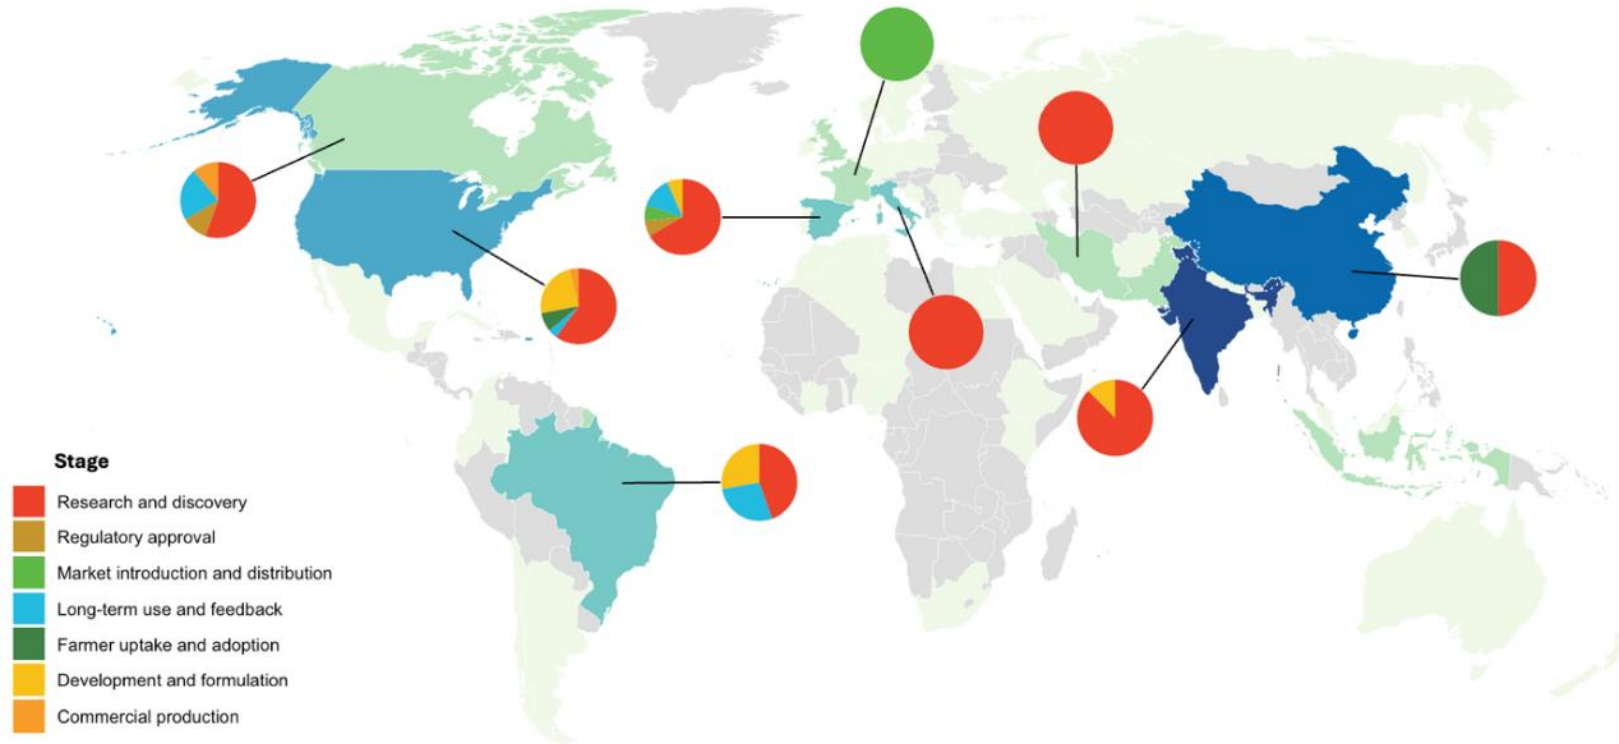 Stage
Research and discovery
Regulatory approval
Market introduction and distribution
Long-term use and feedback
Farmer uptake and adoption
Development and formulation
Commercial production